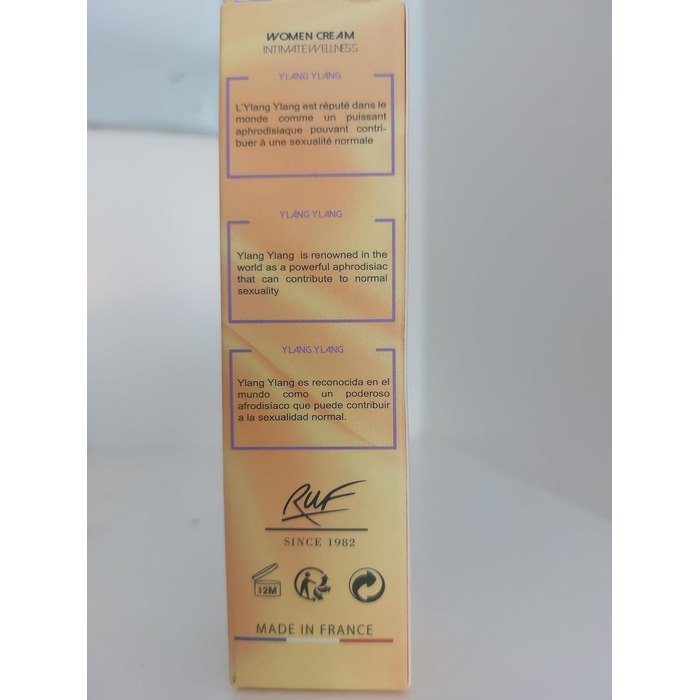 WOMEN CREAM
INTIMATE WELLNESS
YLANG YLANG
L'Ylang Ylang est réputé dans le
monde comme un puissant
aphrodisiaque pouvant contri-
buer à une sexualité normale
YLANG YLANG
Ylang Ylang is renowned in the
world as a powerful aphrodisiac
that can contribute to normal
sexuality
YLANG YLANG
Ylang Ylang es reconocida en el
mundo como un poderoso
afrodisíaco que puede contribuir
a la sexualidad normal.
RUF
SINCE 1982
12M
MADE IN FRANCE